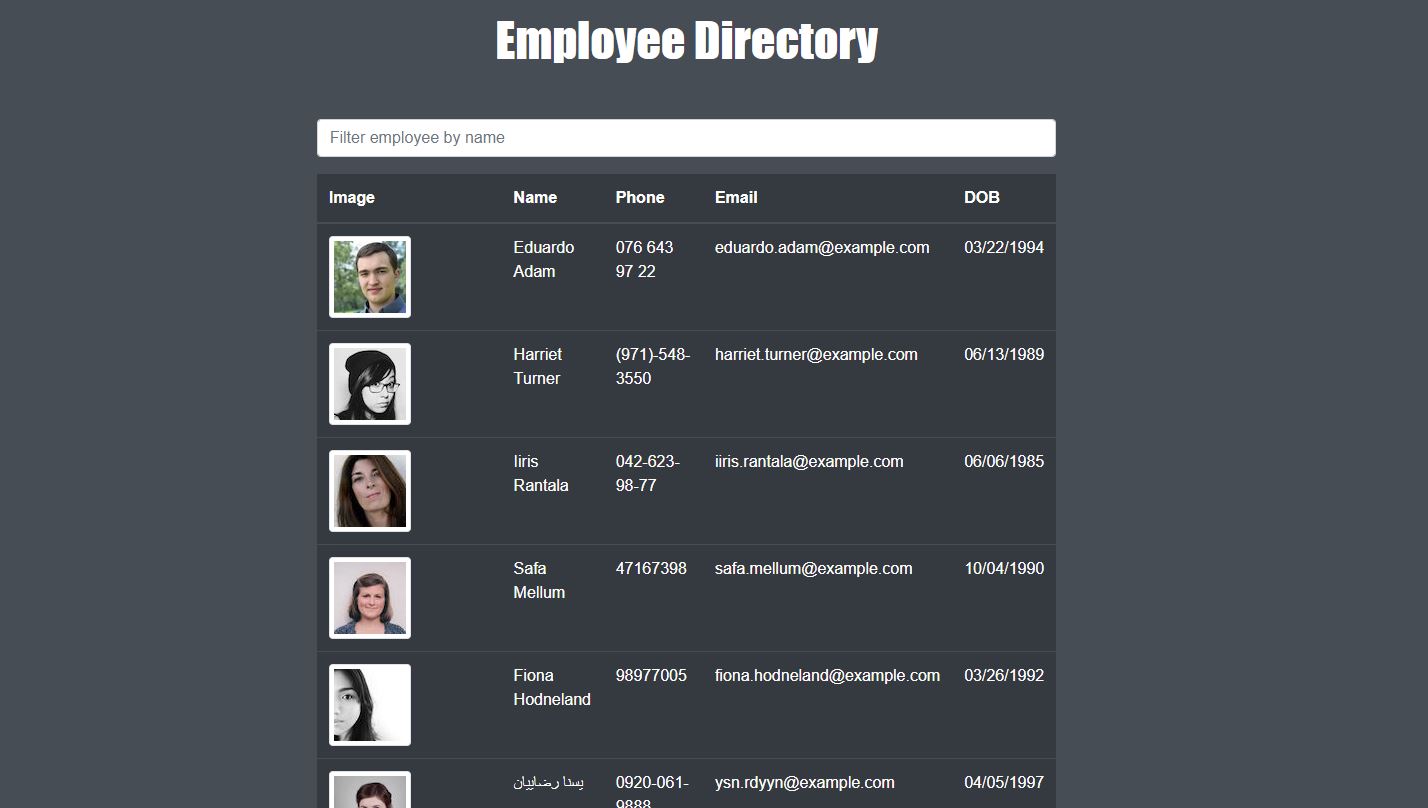 Employee Directory
Filter employee by name
Image Name Phone Email DOB
Eduardo 076 643 eduardo.adam@example.com 03/22/1994
Adam 97 22
Harriet (971)-548- harriet.turner@example.com 06/13/1989
Turner 3550
Iiris 042-623- iiris.rantala@example.com 06/06/1985
Rantala 98-77
Safa 47167398 safa.mellum@example.com 10/04/1990
Mellum
Fiona 98977005 fiona.hodneland@example.com 03/26/1992
Hodneland
یسنا رضاییان 0920-061- ysn.rdyyn@example.com 04/05/1997
9888